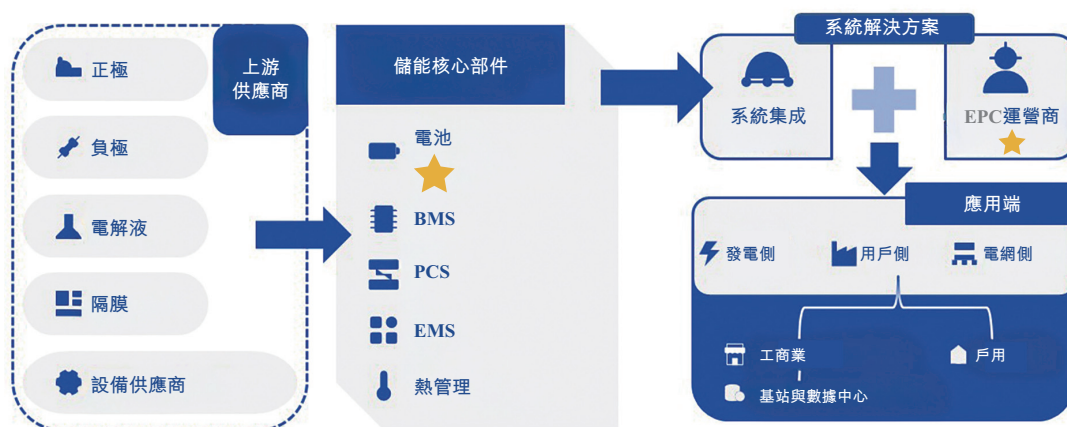 上游
供應商
正極
負極
電解液
隔膜
設備供應商
儲能核心部件
電池
BMS
PCS
EMS
熱管理
系統解決方案
系統集成
EPC運營商
應用端
發電側
用戶側
電網側
工商業
戶用
基站與數據中心